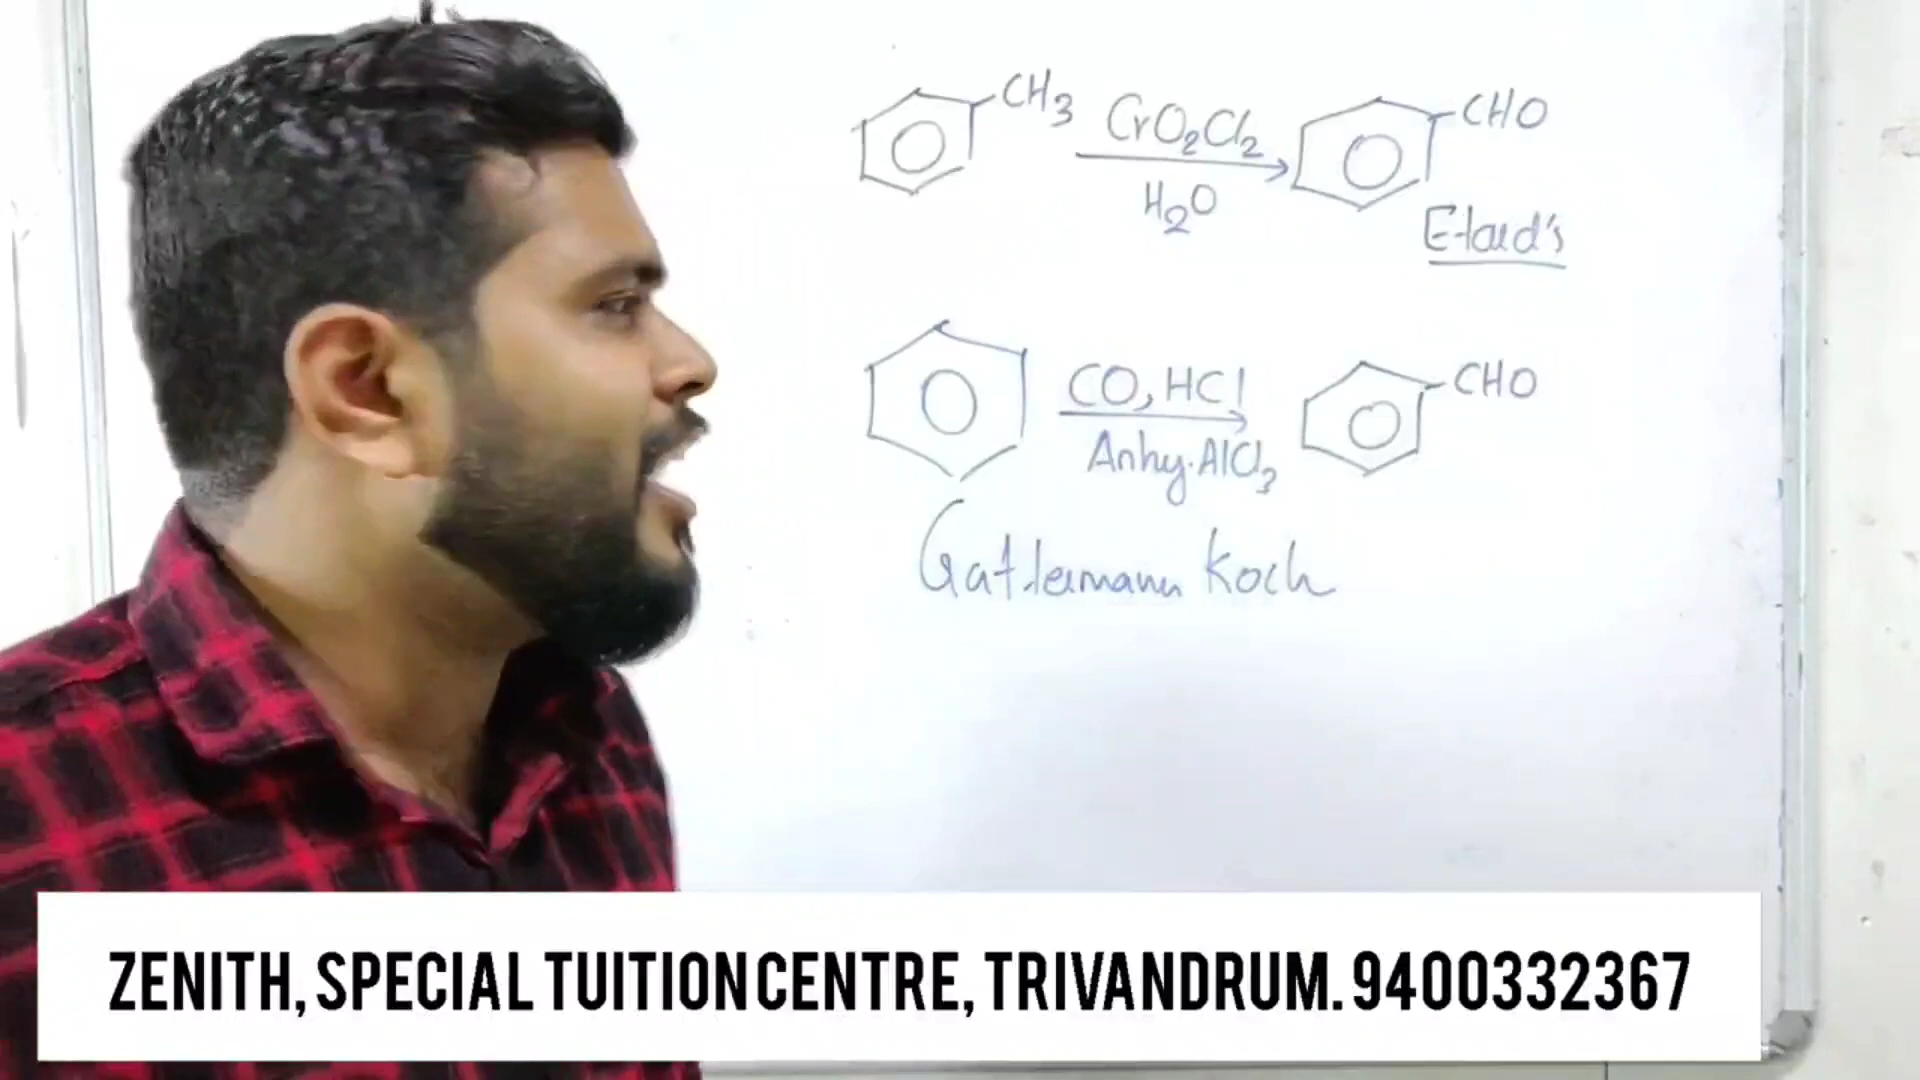 CH3 CrO2Cl2 CHO
H2O
Etard's
CO, HCl CHO
Anhy. AlCl3
Gattermann Koch
ZENITH, SPECIAL TUITION CENTRE, TRIVANDRUM. 9400332367